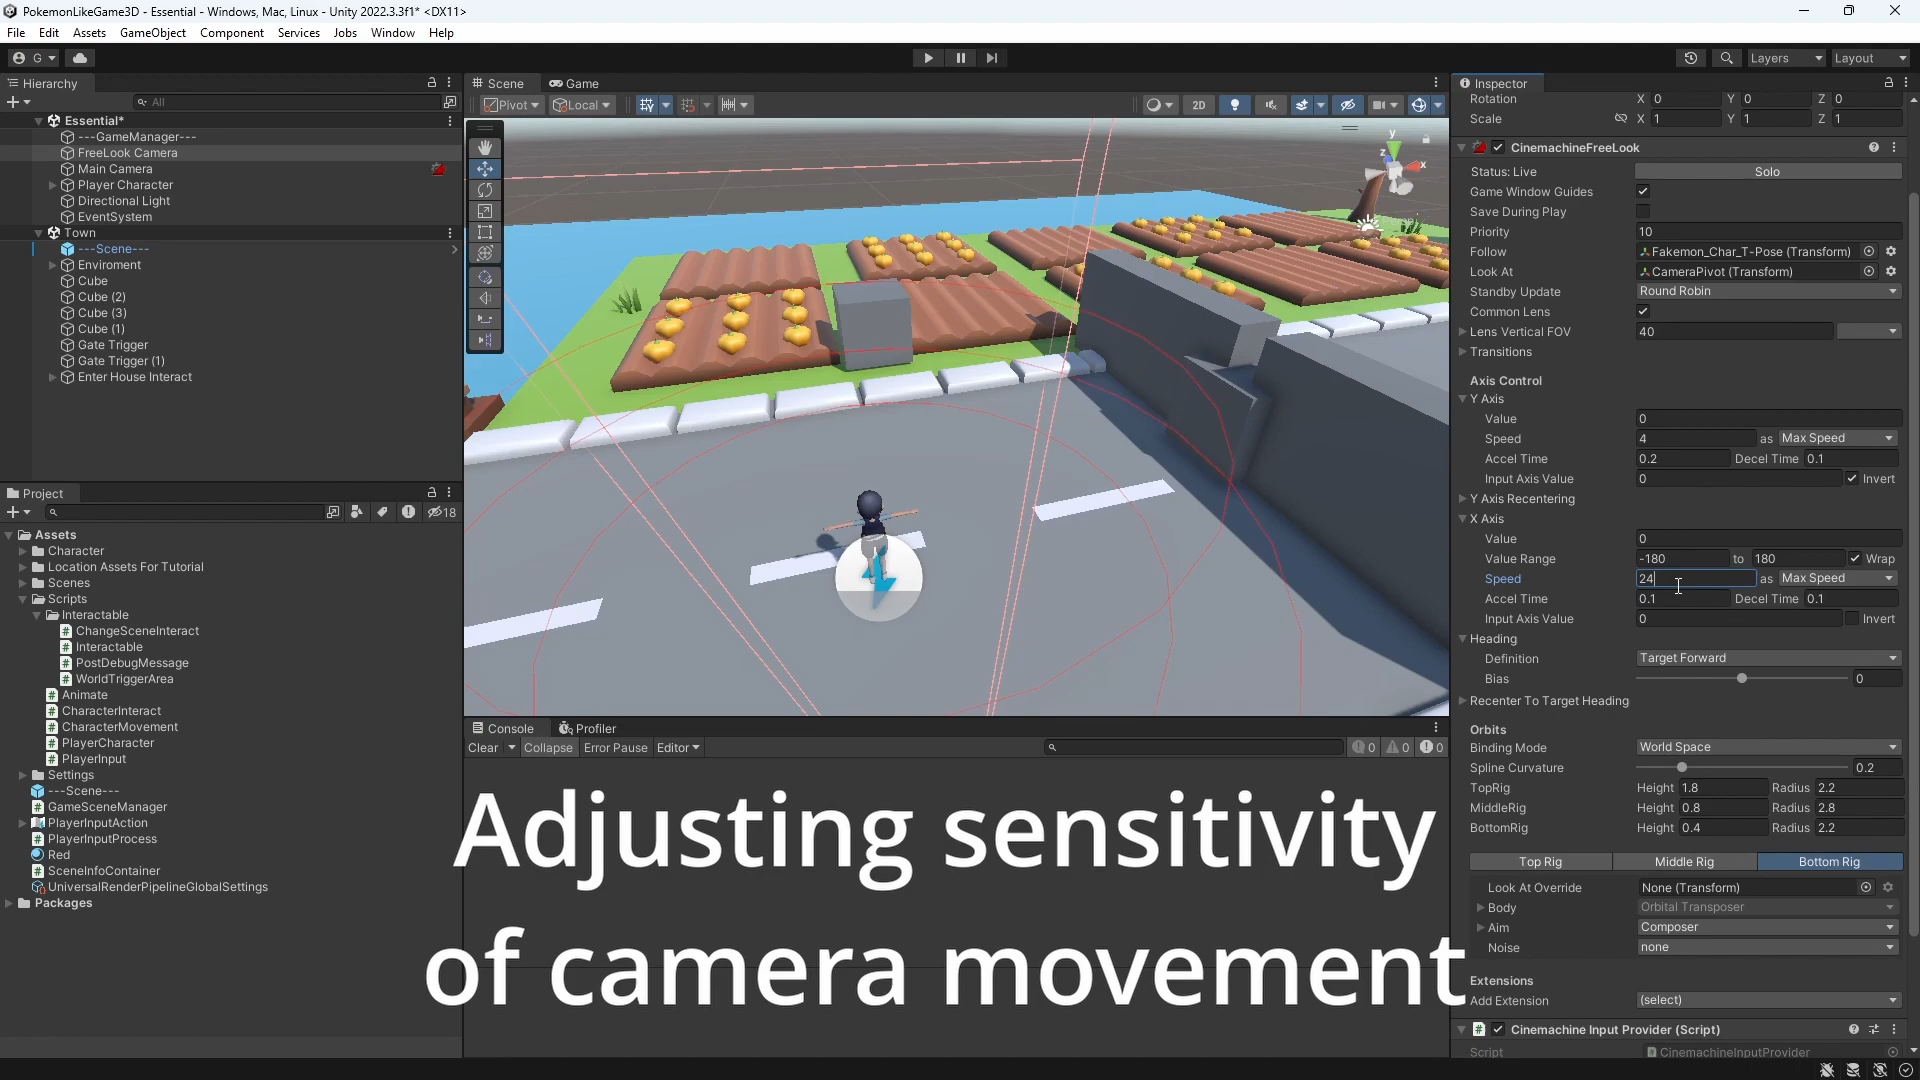 PokemonLikeGame3D - Essential - Windows, Mac, Linux - Unity 2022.3.3f1* <DX11>
File Edit Assets GameObject Component Services Jobs Window Help
G Layers Layout
Hierarchy
All
Essential*
---GameManager---
FreeLook Camera
Main Camera
Player Character
Directional Light
EventSystem
Town
---Scene---
Enviroment
Cube
Cube (2)
Cube (3)
Cube (1)
Gate Trigger
Gate Trigger (1)
Enter House Interact
Project
18
Assets
Character
Location Assets For Tutorial
Scenes
Scripts
Interactable
ChangeSceneInteract
Interactable
PostDebugMessage
WorldTriggerArea
Animate
CharacterInteract
CharacterMovement
PlayerCharacter
PlayerInput
Settings
---Scene---
GameSceneManager
PlayerInputAction
PlayerInputProcess
Red
SceneInfoContainer
UniversalRenderPipelineGlobalSettings
Packages
Scene Game
Pivot Local 2D
y
z x
Console Profiler
Clear Collapse Error Pause Editor 0 0 0
Adjusting sensitivity
of camera movement
Inspector
Rotation X 0 Y 0 Z 0
Scale X 1 Y 1 Z 1
CinemachineFreeLook
Status: Live Solo
Game Window Guides
Save During Play
Priority 10
Follow Fakemon_Char_T-Pose (Transform)
Look At CameraPivot (Transform)
Standby Update Round Robin
Common Lens
Lens Vertical FOV 40
Transitions
Axis Control
Y Axis
Value 0
Speed 4 as Max Speed
Accel Time 0.2 Decel Time 0.1
Input Axis Value 0 Invert
Y Axis Recentering
X Axis
Value 0
Value Range -180 to 180 Wrap
Speed 24 as Max Speed
Accel Time 0.1 Decel Time 0.1
Input Axis Value 0 Invert
Heading
Definition Target Forward
Bias 0
Recenter To Target Heading
Orbits
Binding Mode World Space
Spline Curvature 0.2
TopRig Height 1.8 Radius 2.2
MiddleRig Height 0.8 Radius 2.8
BottomRig Height 0.4 Radius 2.2
Top Rig Middle Rig Bottom Rig
Look At Override None (Transform)
Body Orbital Transposer
Aim Composer
Noise none
Extensions
Add Extension (select)
Cinemachine Input Provider (Script)
Script CinemachineInputProvider